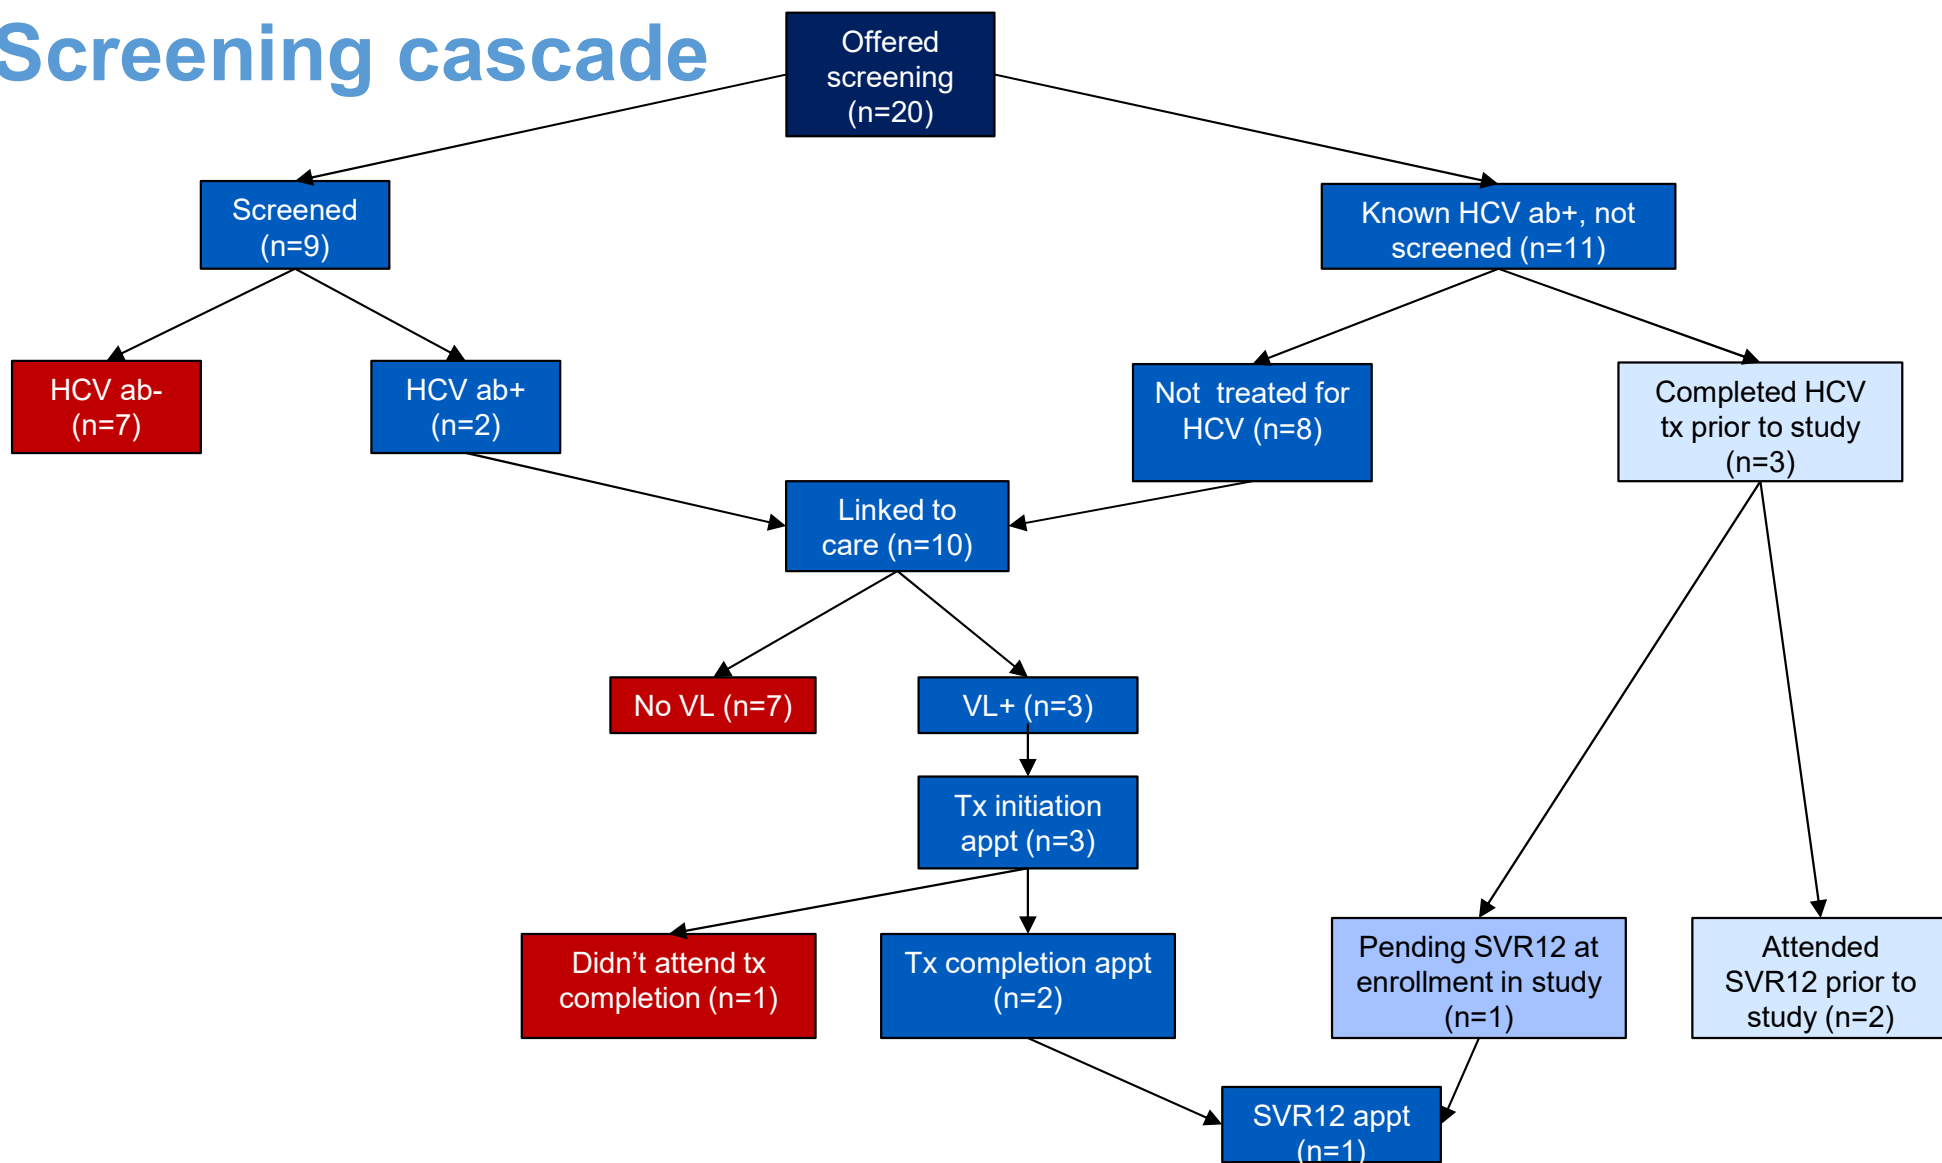 Screening cascade
Offered
screening
(n=20)
Screened
(n=9)
Known HCV ab+, not
screened (n=11)
HCV ab-
(n=7)
HCV ab+
(n=2)
Not  treated for
HCV (n=8)
Completed HCV
tx prior to study
(n=3)
Linked to
care (n=10)
No VL (n=7)
VL+ (n=3)
Tx initiation
appt (n=3)
Didn’t attend tx
completion (n=1)
Tx completion appt
(n=2)
Pending SVR12 at
enrollment in study
(n=1)
Attended
SVR12 prior to
study (n=2)
SVR12 appt
(n=1)